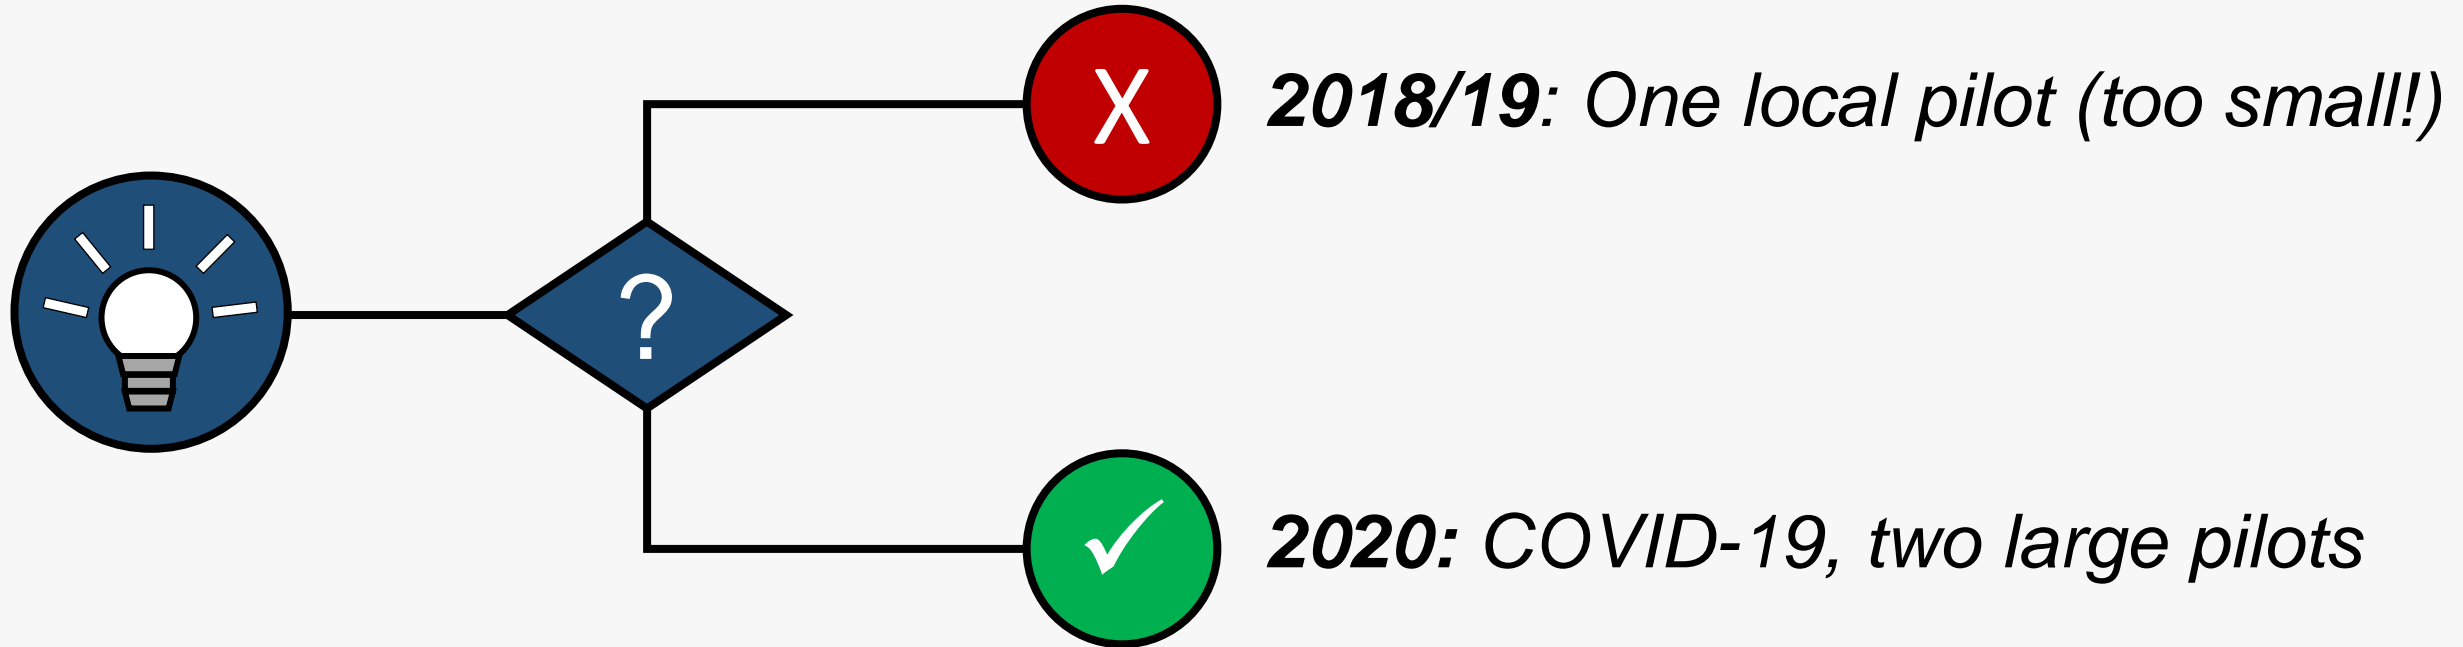 X
2018/19: One local pilot (too small!)
?
2020: COVID-19, two large pilots